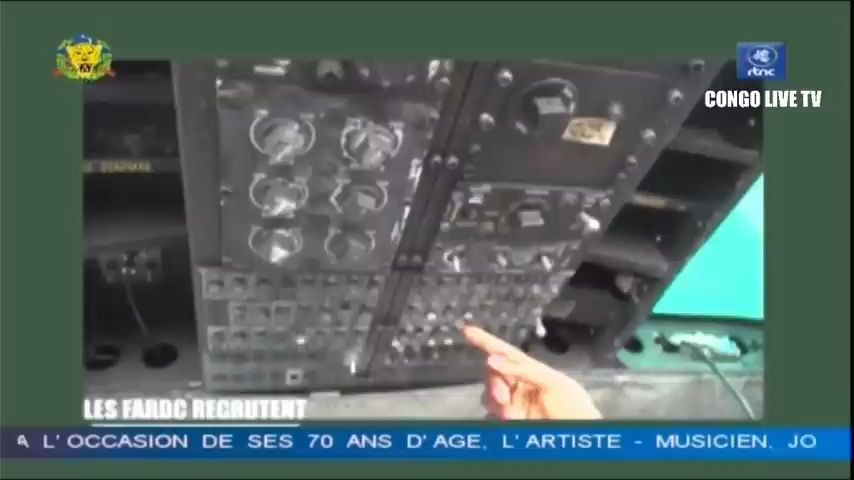 rtnc
CONGO LIVE TV
LES FARDC RECRUTENT
A L'OCCASION DE SES 70 ANS D'AGE, L'ARTISTE - MUSICIEN, JO